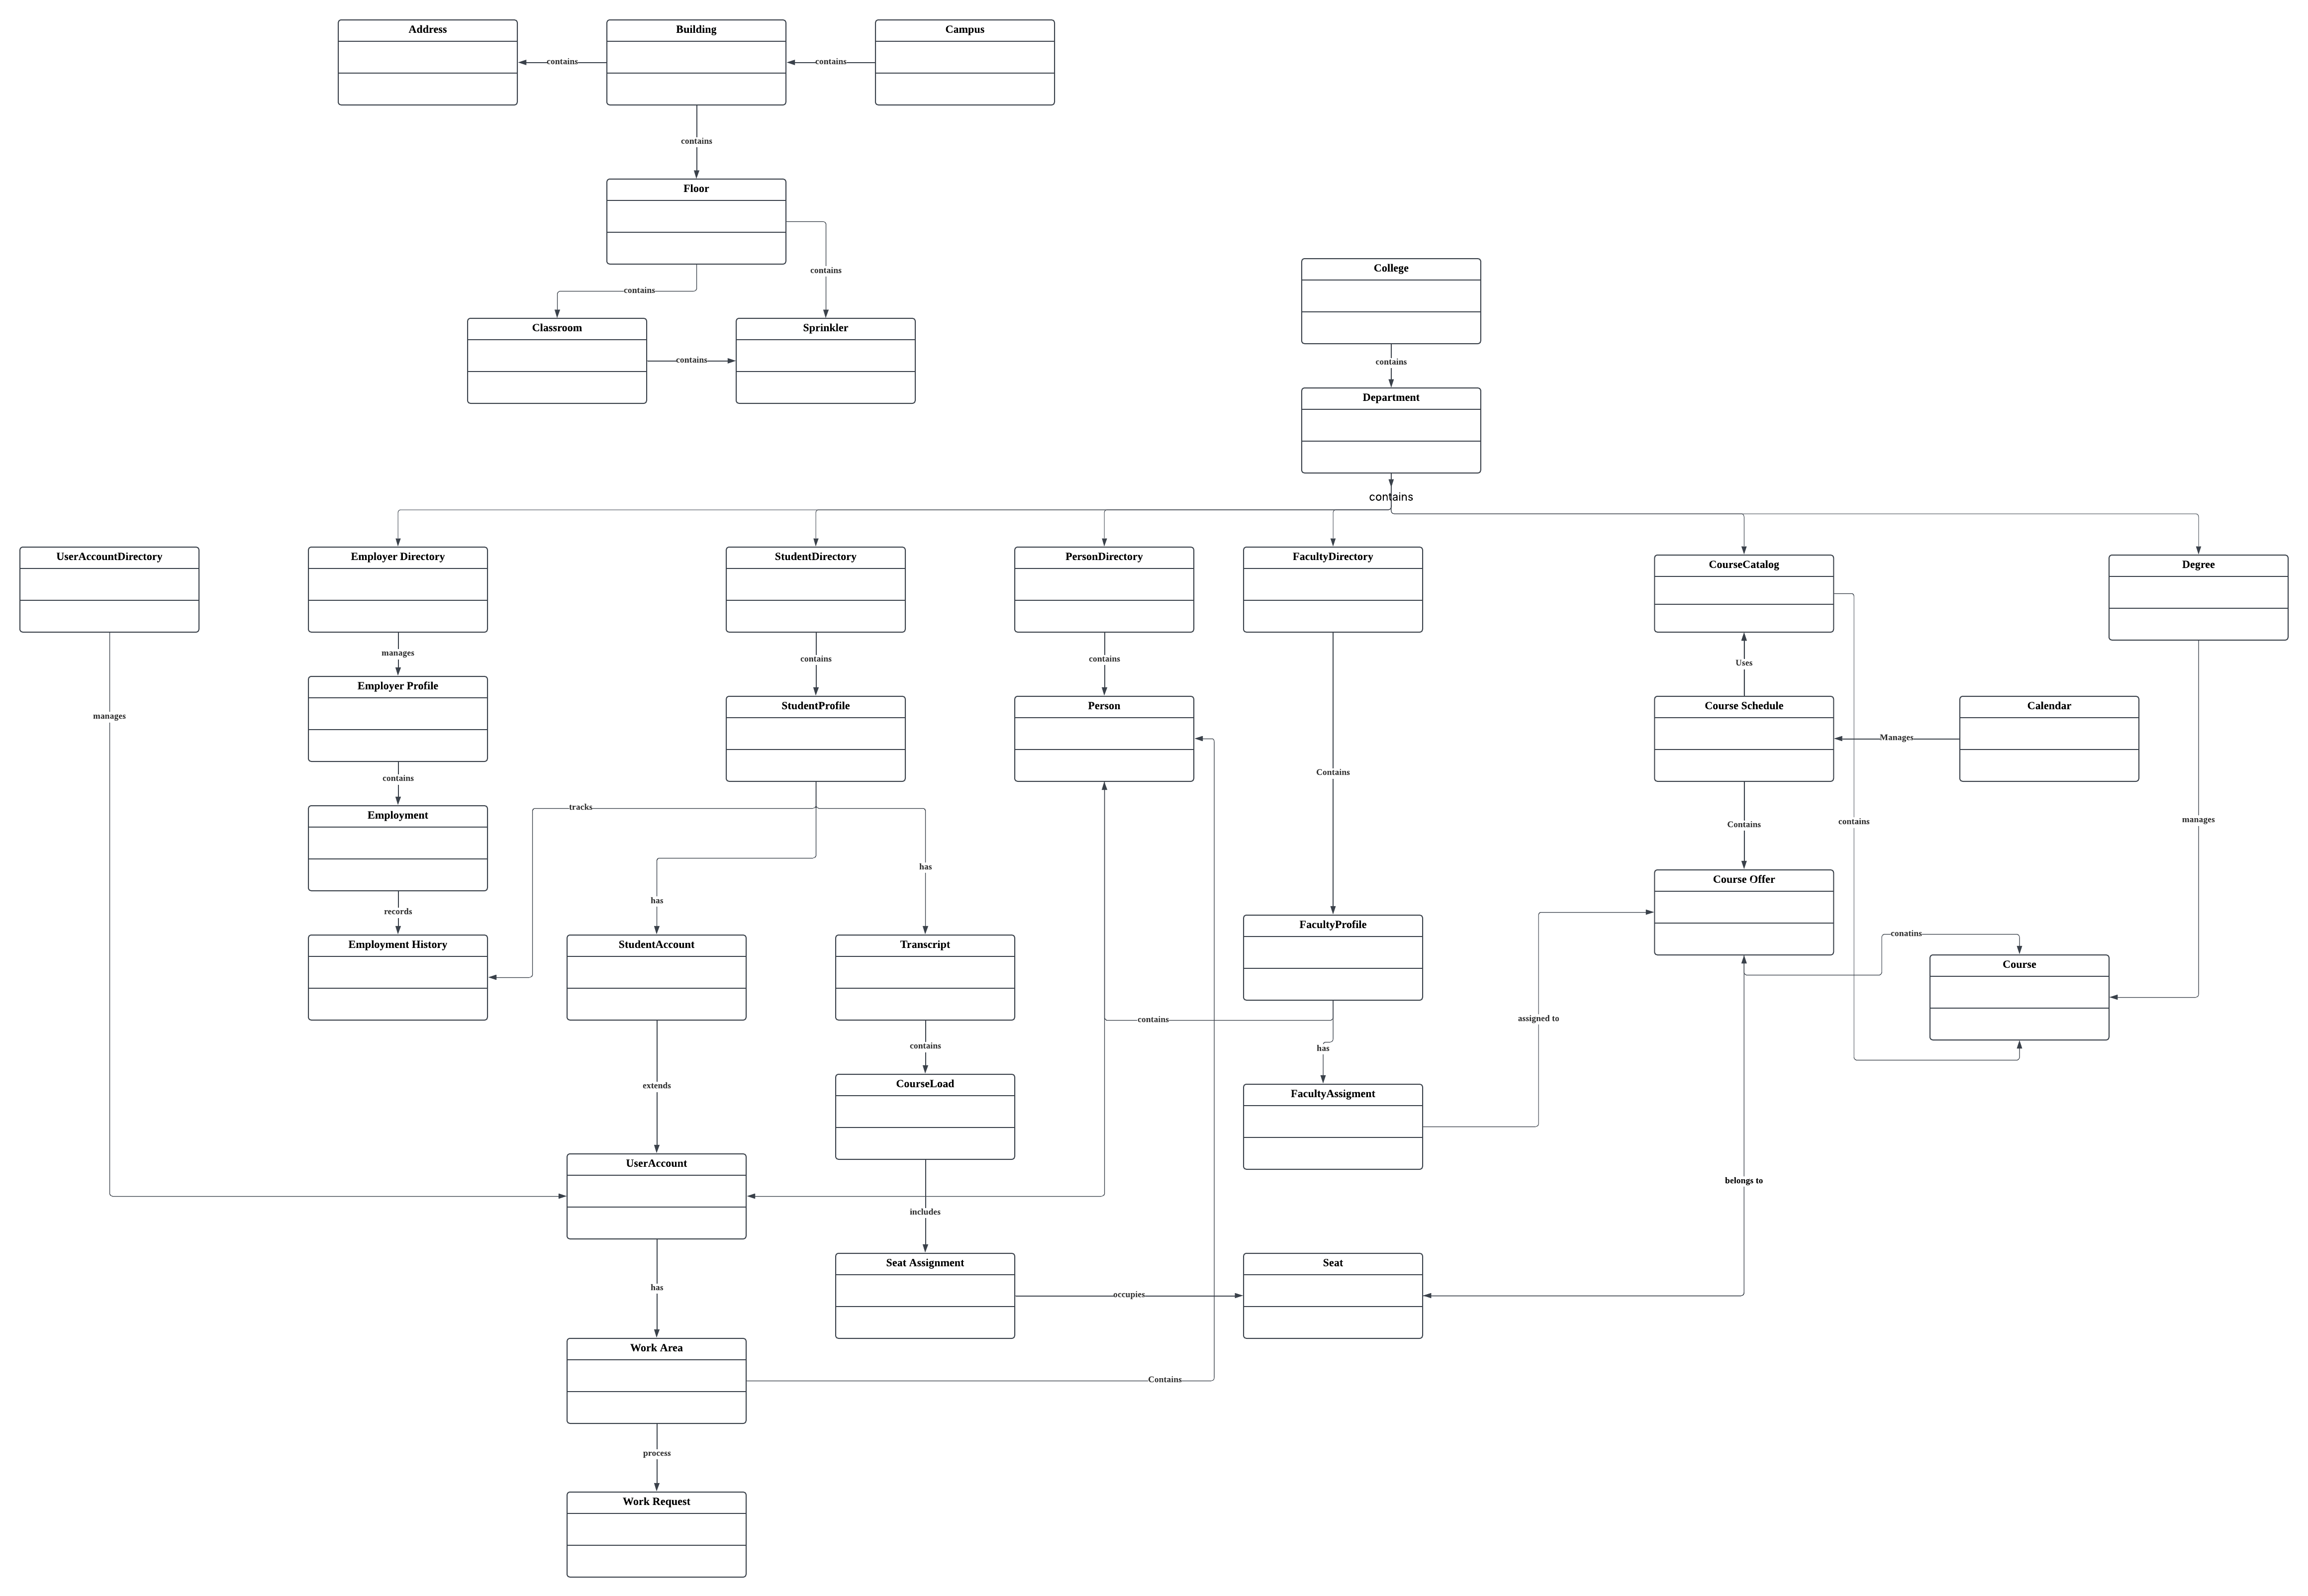 Address
Building
Campus
contains
contains
contains
Floor
contains
contains
Classroom
Sprinkler
contains
College
contains
Department
contains
UserAccountDirectory
Employer Directory
StudentDirectory
PersonDirectory
FacultyDirectory
CourseCatalog
Degree
manages
contains
contains
Uses
Employer Profile
StudentProfile
Person
Course Schedule
Calendar
manages
Manages
Contains
contains
tracks
Employment
Contains
contains
manages
has
Course Offer
has
records
FacultyProfile
conatins
Employment History
StudentAccount
Transcript
Course
contains
assigned to
contains
has
extends
CourseLoad
FacultyAssigment
UserAccount
belongs to
includes
Seat Assignment
Seat
has
occupies
Work Area
Contains
process
Work Request